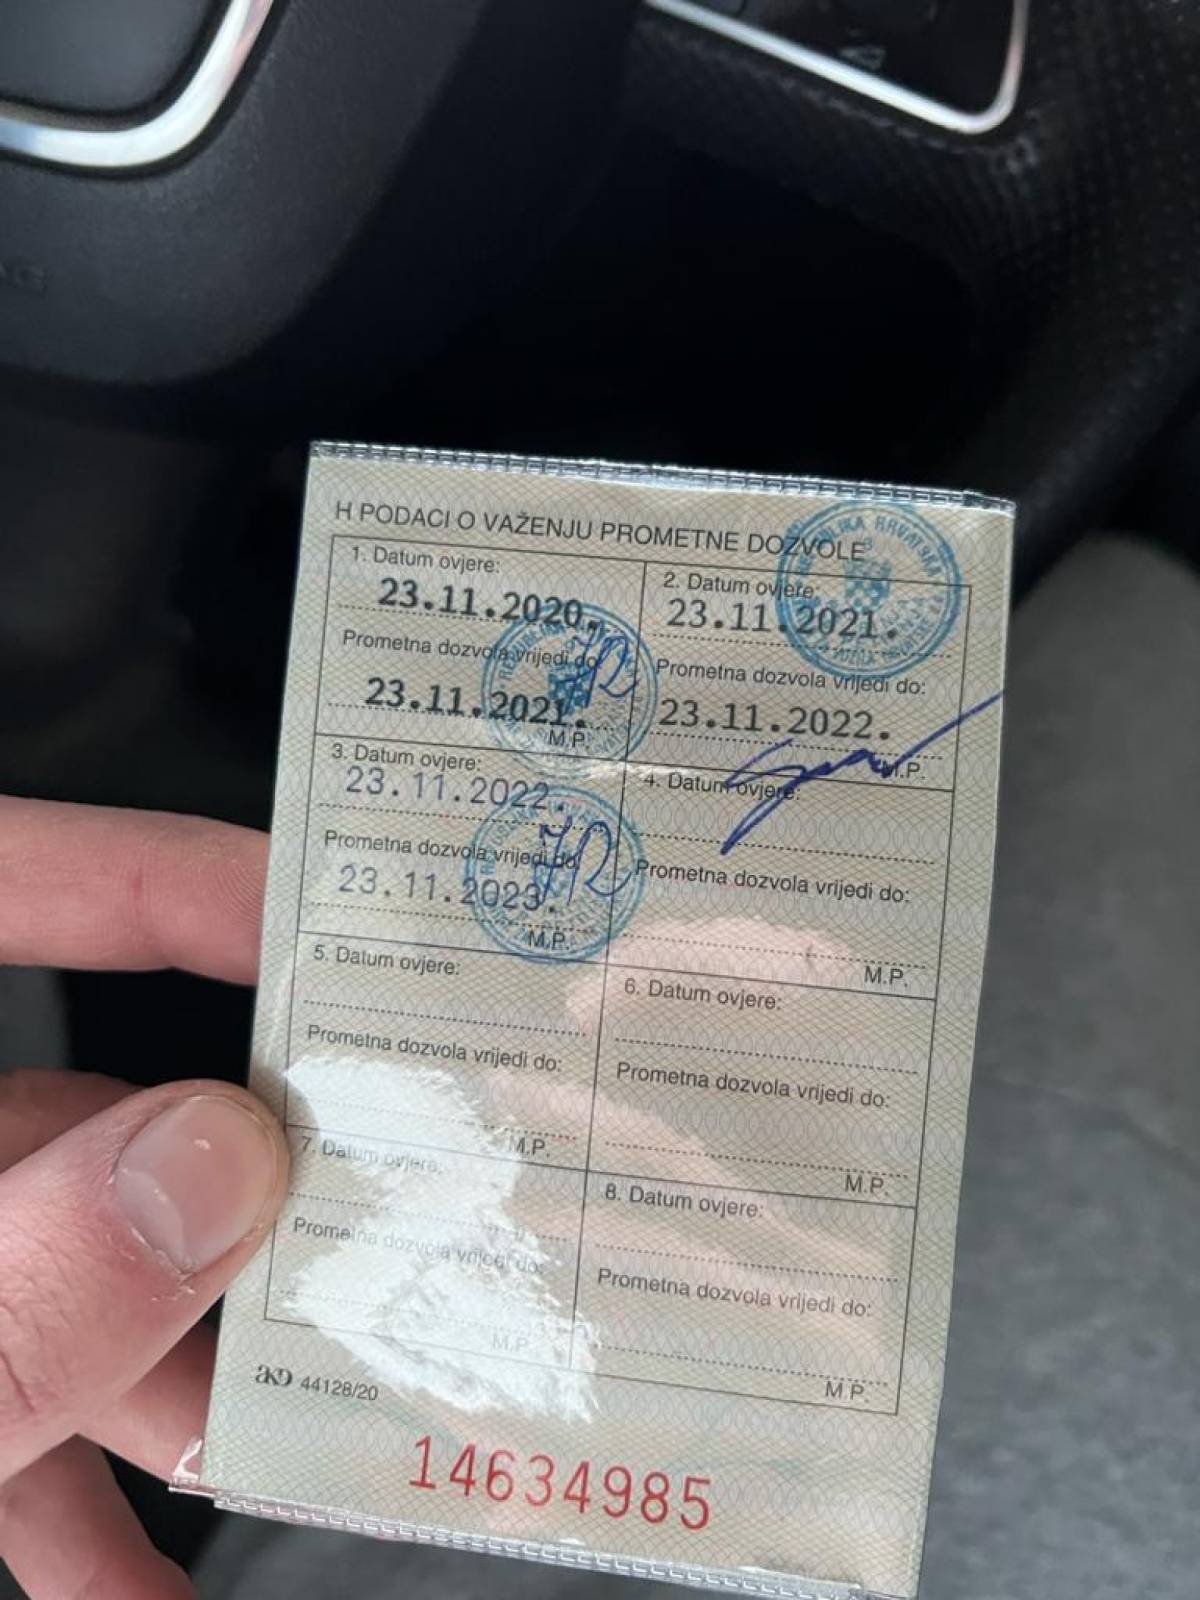 H PODACI O VAŽENJU PROMETNE DOZVOLE
1. Datum ovjere:
23.11.2020.
Prometna dozvola vrijedi do:
23.11.2021.
M.P.
2. Datum ovjere:
23.11.2021.
Prometna dozvola vrijedi do:
23.11.2022.
M.P.
3. Datum ovjere:
23.11.2022.
Prometna dozvola vrijedi do:
23.11.2023.
M.P.
4. Datum ovjere:
Prometna dozvola vrijedi do:
M.P.
5. Datum ovjere:
Prometna dozvola vrijedi do:
M.P.
6. Datum ovjere:
Prometna dozvola vrijedi do:
M.P.
7. Datum ovjere:
Prometna dozvola vrijedi do:
M.P.
8. Datum ovjere:
Prometna dozvola vrijedi do:
M.P.
AKD 44128/20
14634985
REPUBLIKA HRVATSKA